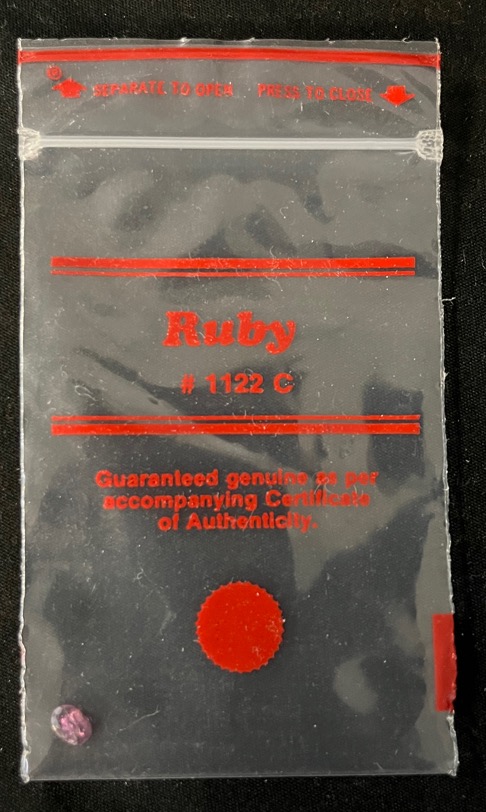 SEPARATE TO OPEN PRESS TO CLOSE
Ruby
# 1122 C
Guaranteed genuine as per
accompanying Certificate
of Authenticity.